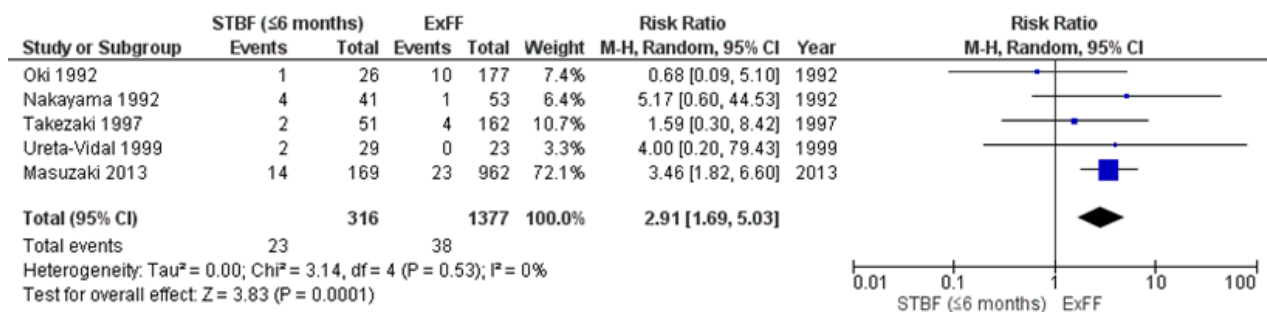 STBF (≤6 months) ExFF Risk Ratio Risk Ratio
Study or Subgroup Events Total Events Total Weight M-H, Random, 95% CI Year M-H, Random, 95% CI
Oki 1992 1 26 10 177 7.4% 0.68 [0.09, 5.10] 1992
Nakayama 1992 4 41 1 53 6.4% 5.17 [0.60, 44.53] 1992
Takezaki 1997 2 51 4 162 10.7% 1.59 [0.30, 8.42] 1997
Ureta-Vidal 1999 2 29 0 23 3.3% 4.00 [0.20, 79.43] 1999
Masuzaki 2013 14 169 23 962 72.1% 3.46 [1.82, 6.60] 2013
Total (95% CI) 316 1377 100.0% 2.91 [1.69, 5.03]
Total events 23 38
Heterogeneity: Tau² = 0.00; Chi² = 3.14, df = 4 (P = 0.53); I² = 0%
Test for overall effect: Z = 3.83 (P = 0.0001)
0.01 0.1 1 10 100
STBF (≤6 months) ExFF